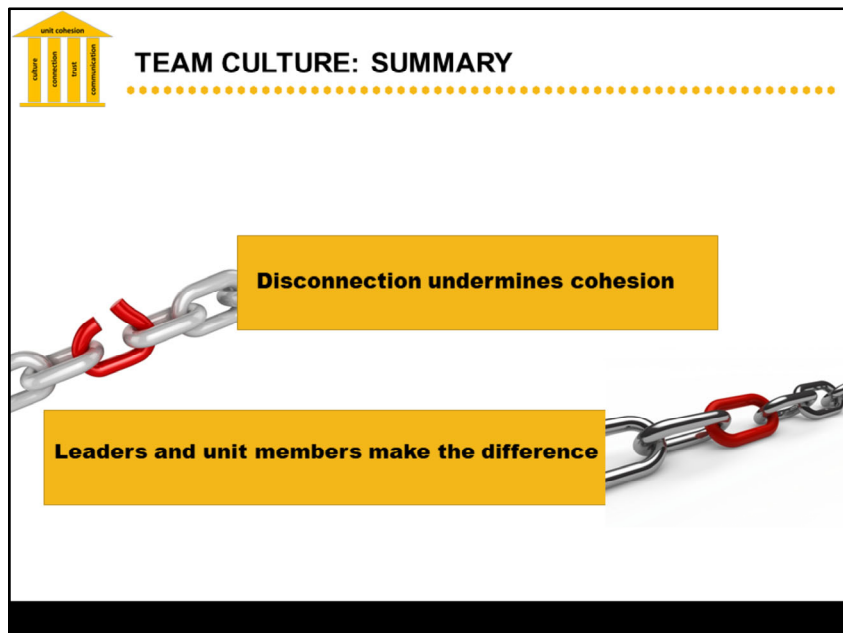 unit cohesion
culture
connection
trust
communication
TEAM CULTURE: SUMMARY
Disconnection undermines cohesion
Leaders and unit members make the difference